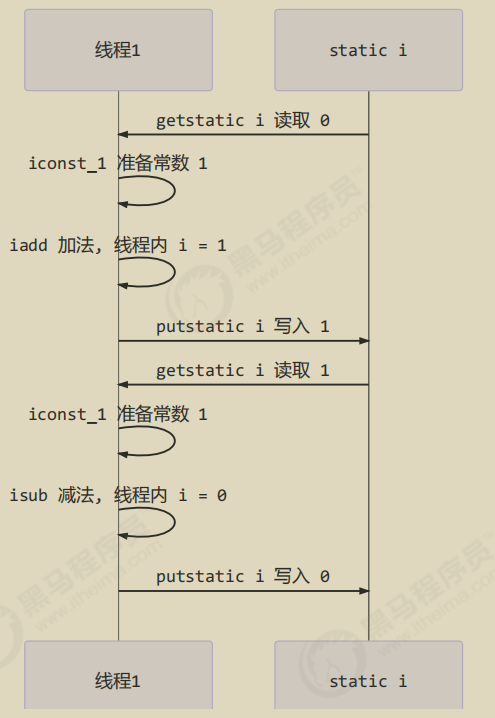 线程1
static i
getstatic i 读取 0
iconst_1 准备常数 1
iadd 加法, 线程内 i = 1
putstatic i 写入 1
getstatic i 读取 1
iconst_1 准备常数 1
isub 减法, 线程内 i = 0
putstatic i 写入 0
线程1
static i
黑马程序员
www.itheima.com
黑马程序员
www.itheima.com
黑马程序员
www.itheima.com